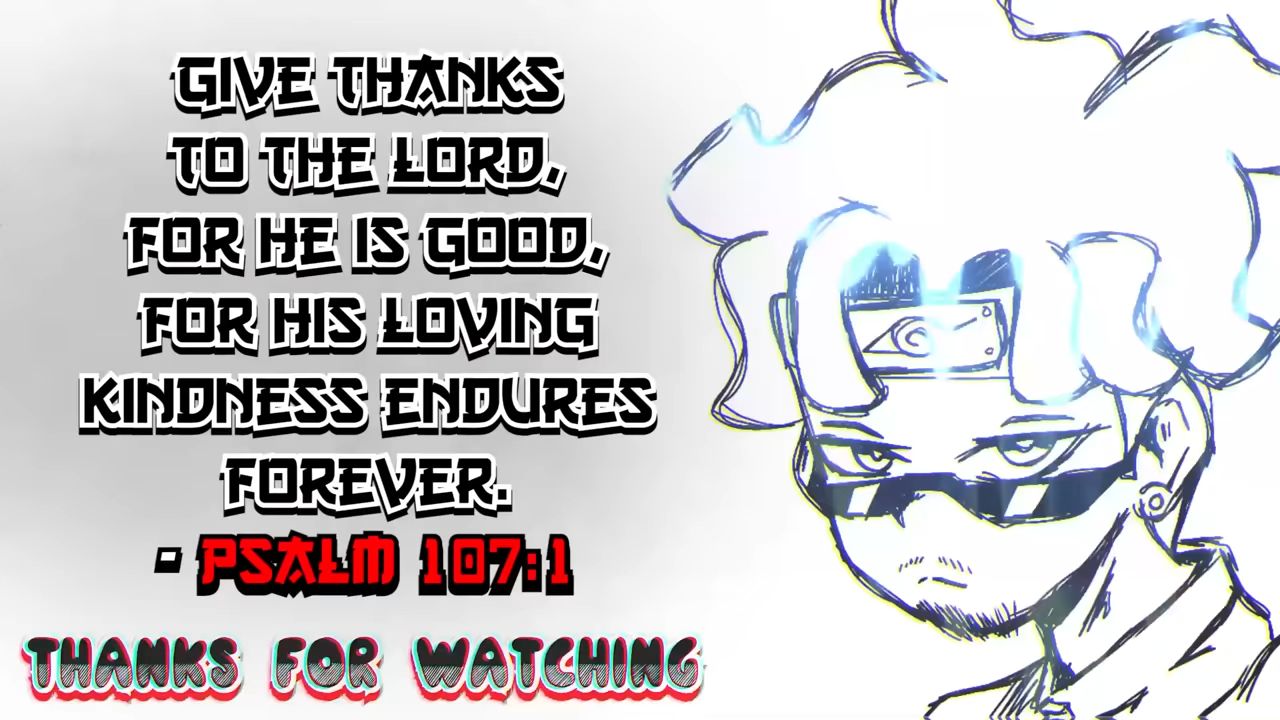 GIVE THANKS
TO THE LORD,
FOR HE IS GOOD,
FOR HIS LOVING
KINDNESS ENDURES
FOREVER.
- PSALM 107:1
THANKS FOR WATCHING